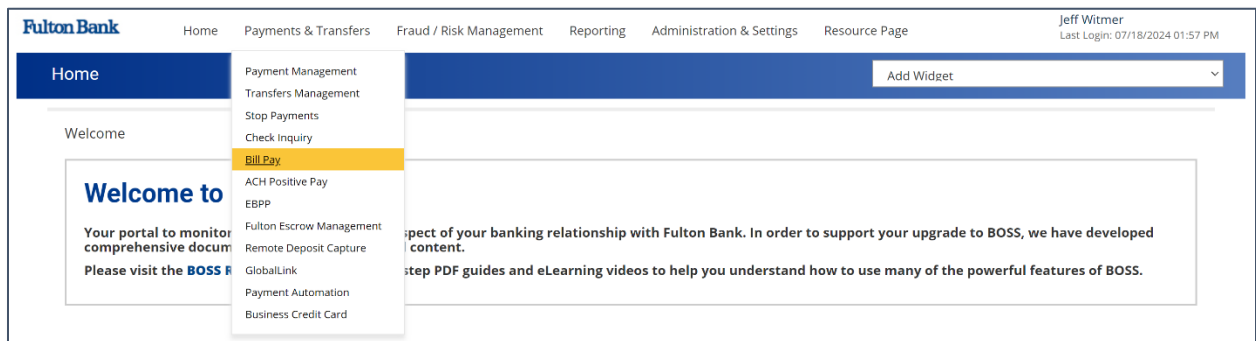 Fulton Bank Home Payments & Transfers Fraud / Risk Management Reporting Administration & Settings Resource Page Jeff Witmer
Last Login: 07/18/2024 01:57 PM
Home
Add Widget
Payment Management
Transfers Management
Stop Payments
Check Inquiry
Bill Pay
ACH Positive Pay
EBPP
Fulton Escrow Management
Remote Deposit Capture
GlobalLink
Payment Automation
Business Credit Card
Welcome
Welcome to
Your portal to monitor spect of your banking relationship with Fulton Bank. In order to support your upgrade to BOSS, we have developed
comprehensive docum content.
Please visit the BOSS R step PDF guides and eLearning videos to help you understand how to use many of the powerful features of BOSS.